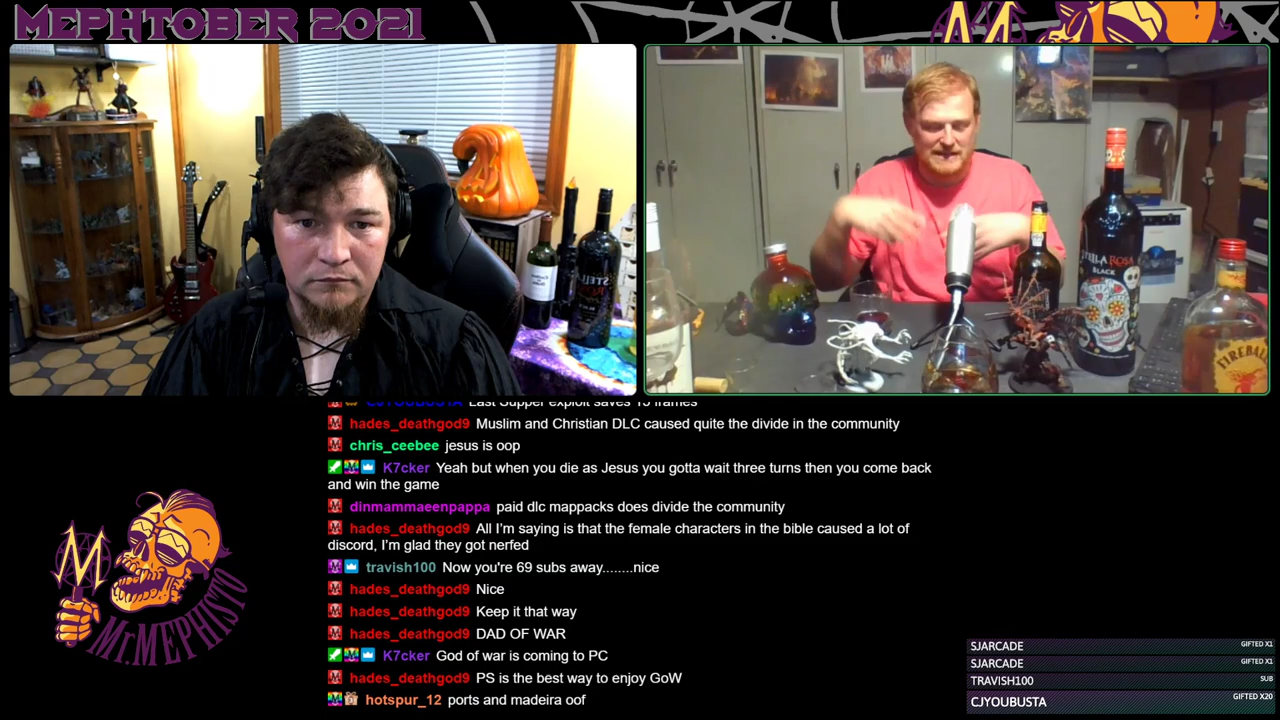 MEPHTOBER 2021
M
STELLA ROSA
BLACK
FIREBALL
CJYOUBUSTA Last Supper exploit saves 15 frames
hades_deathgod9 Muslim and Christian DLC caused quite the divide in the community
chris_ceebee jesus is oop
K7cker Yeah but when you die as Jesus you gotta wait three turns then you come back
and win the game
dinmammaeenpappa paid dlc mappacks does divide the community
hades_deathgod9 All I'm saying is that the female characters in the bible caused a lot of
discord, I'm glad they got nerfed
travish100 Now you're 69 subs away........nice
hades_deathgod9 Nice
hades_deathgod9 Keep it that way
hades_deathgod9 DAD OF WAR
K7cker God of war is coming to PC
hades_deathgod9 PS is the best way to enjoy GoW
hotspur_12 ports and madeira oof
M
Mr.MEPHISTO
SJARCADE GIFTED X1
SJARCADE GIFTED X1
TRAVISH100 SUB
CJYOUBUSTA GIFTED X20